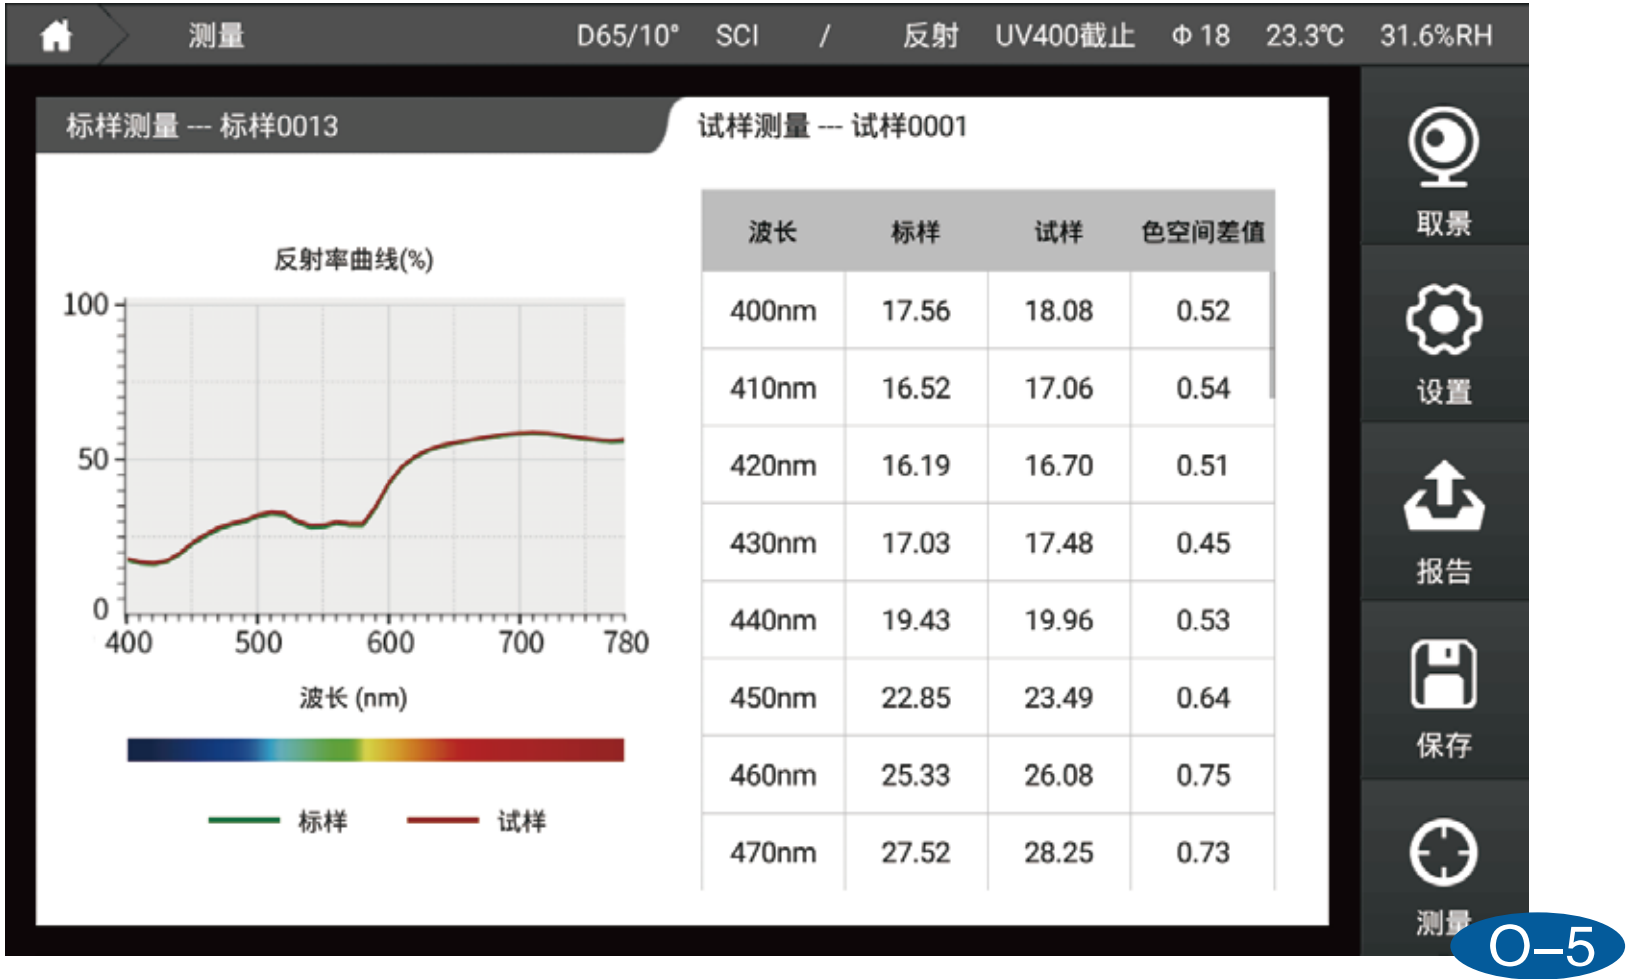 测量 D65/10° SCI / 反射 UV400截止 Φ 18 23.3℃ 31.6%RH
标样测量 --- 标样0013
试样测量 --- 试样0001
反射率曲线(%)
100
50
0
400 500 600 700 780
波长 (nm)
标样 试样
波长 标样 试样 色空间差值
400nm 17.56 18.08 0.52
410nm 16.52 17.06 0.54
420nm 16.19 16.70 0.51
430nm 17.03 17.48 0.45
440nm 19.43 19.96 0.53
450nm 22.85 23.49 0.64
460nm 25.33 26.08 0.75
470nm 27.52 28.25 0.73
取景
设置
报告
保存
测量
O–5